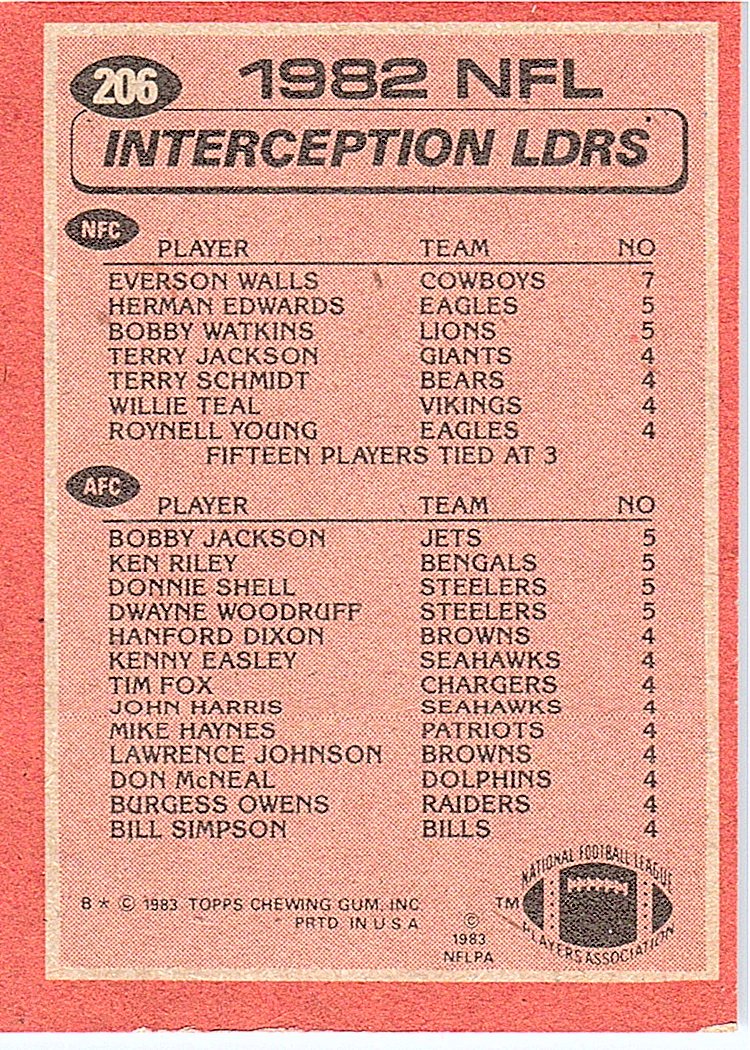 206
1982 NFL
INTERCEPTION LDRS
NFC
PLAYER TEAM NO
EVERSON WALLS COWBOYS 7
HERMAN EDWARDS EAGLES 5
BOBBY WATKINS LIONS 5
TERRY JACKSON GIANTS 4
TERRY SCHMIDT BEARS 4
WILLIE TEAL VIKINGS 4
ROYNELL YOUNG EAGLES 4
FIFTEEN PLAYERS TIED AT 3
AFC
PLAYER TEAM NO
BOBBY JACKSON JETS 5
KEN RILEY BENGALS 5
DONNIE SHELL STEELERS 5
DWAYNE WOODRUFF STEELERS 5
HANFORD DIXON BROWNS 4
KENNY EASLEY SEAHAWKS 4
TIM FOX CHARGERS 4
JOHN HARRIS SEAHAWKS 4
MIKE HAYNES PATRIOTS 4
LAWRENCE JOHNSON BROWNS 4
DON McNEAL DOLPHINS 4
BURGESS OWENS RAIDERS 4
BILL SIMPSON BILLS 4
B * © 1983 TOPPS CHEWING GUM, INC
PRTD. IN U S A
© 1983
NFLPA
TM
NATIONAL FOOTBALL LEAGUE
PLAYERS ASSOCIATION